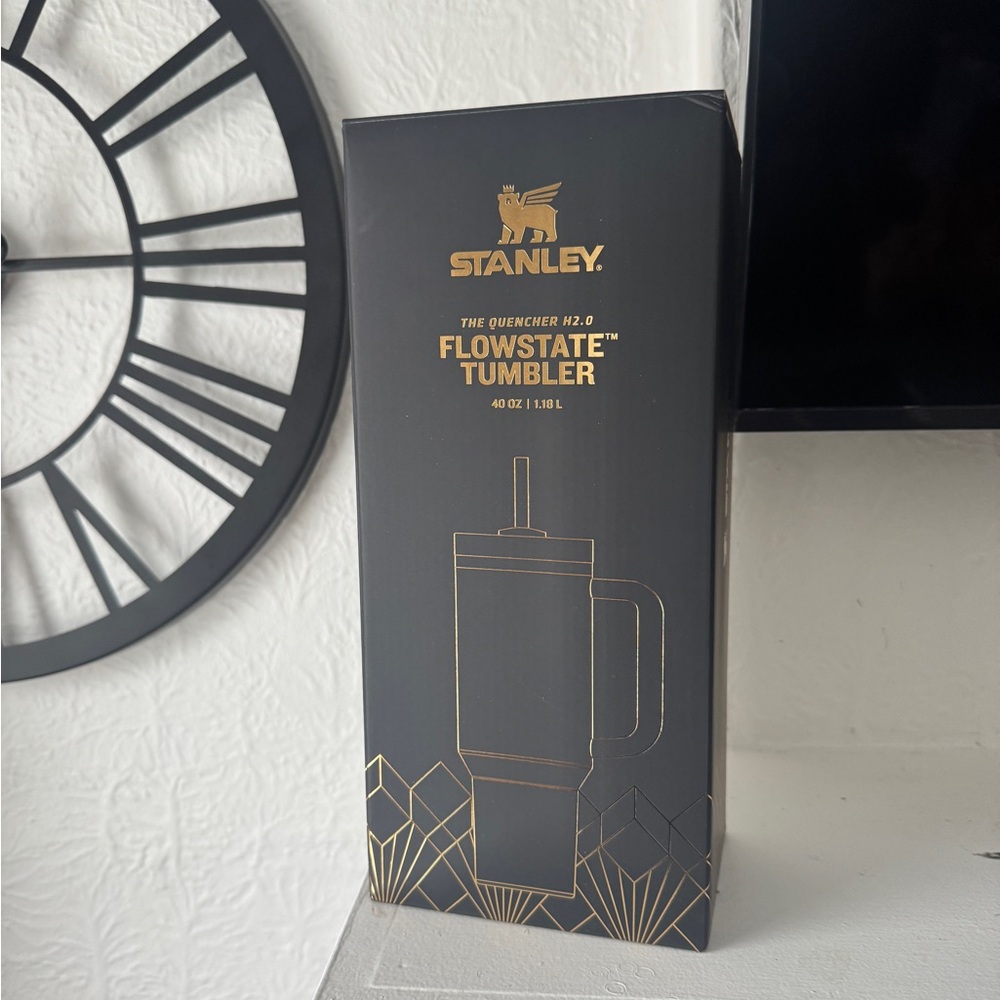 STANLEY®
THE QUENCHER H2.0
FLOWSTATE™
TUMBLER
40 OZ | 1.18 L